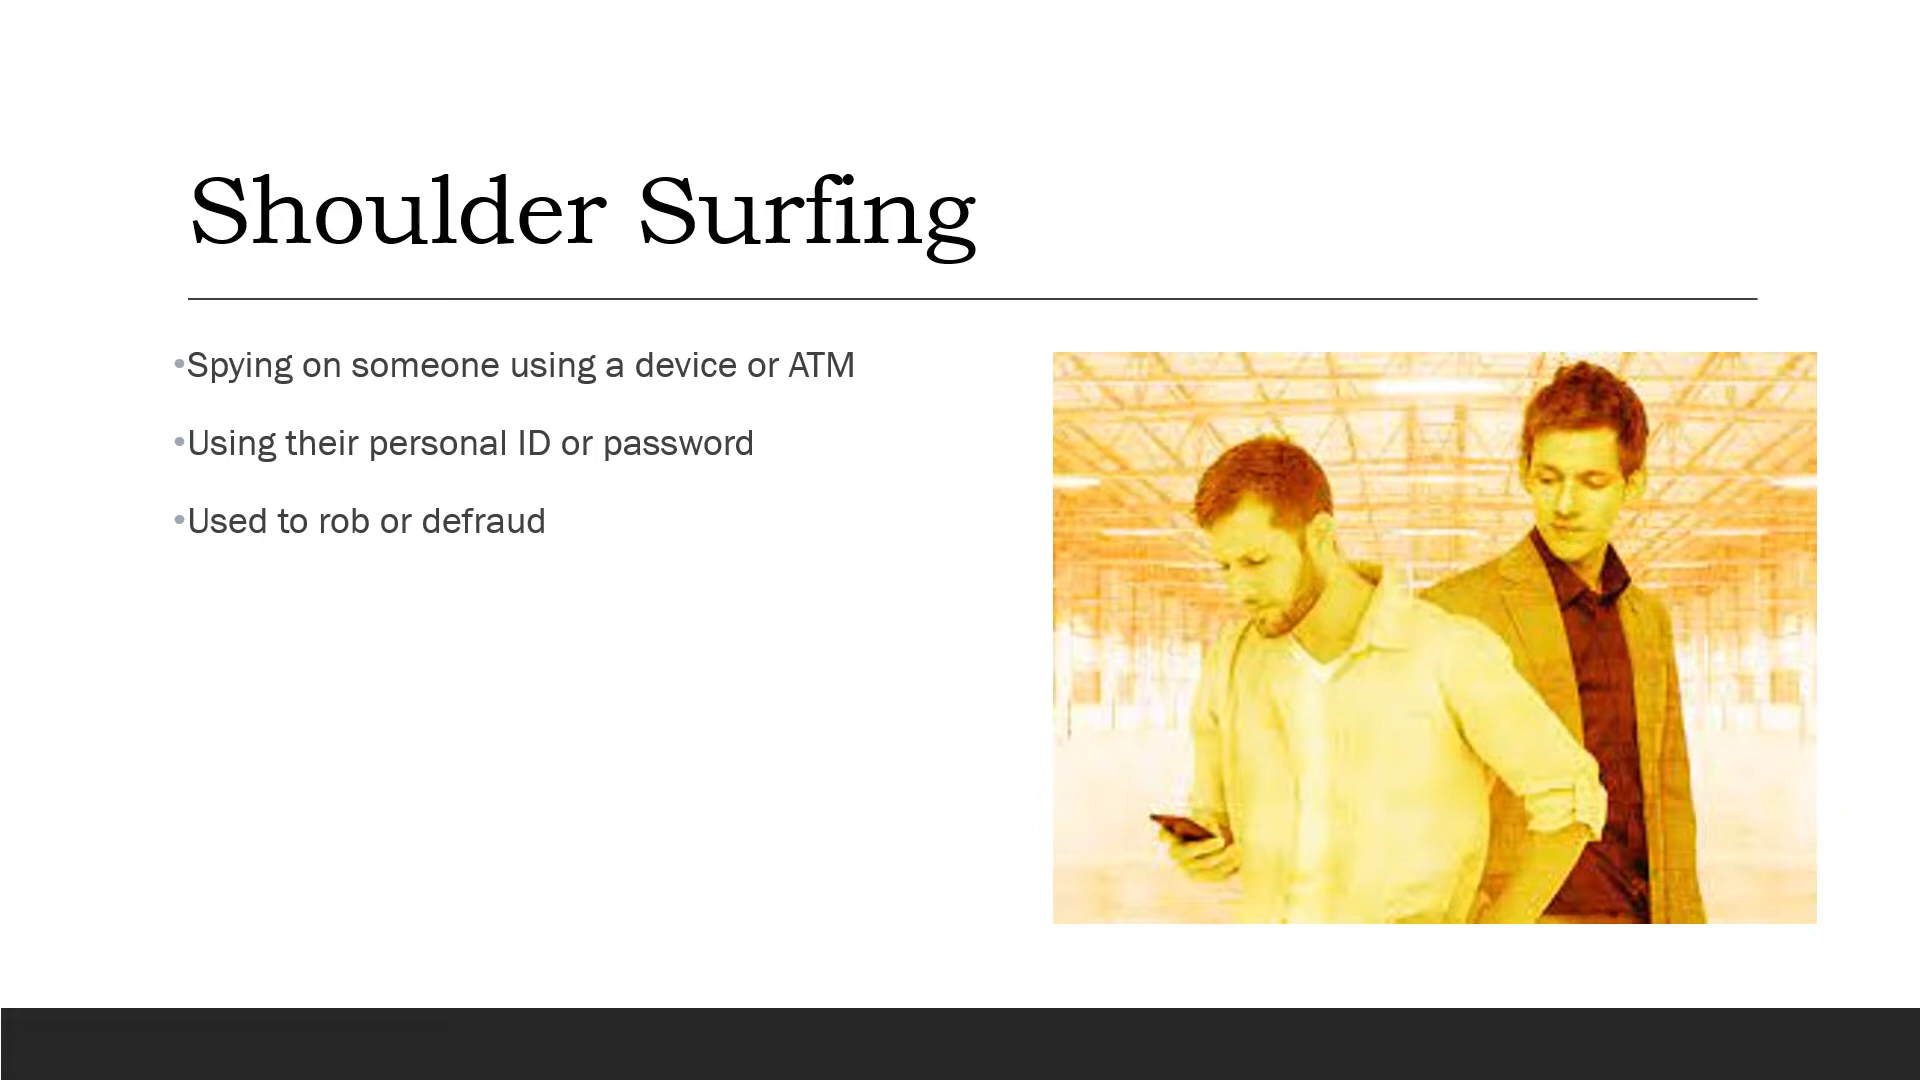 Shoulder Surfing
•Spying on someone using a device or ATM
•Using their personal ID or password
•Used to rob or defraud